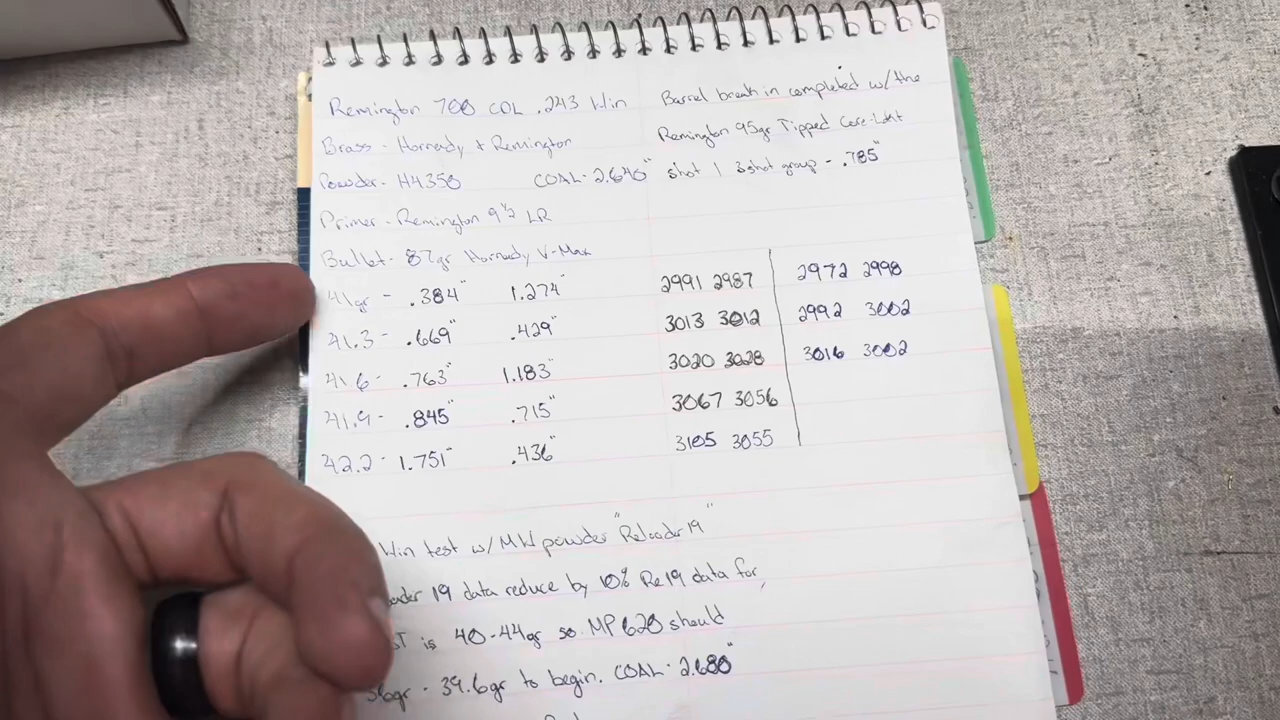 Remington 700 CDL .243 Win
Barrel break in completed w/the
Brass - Hornady + Remington
Remington 95gr Tipped Core-Lokt
Powder - H4350 COAL: 2.640" shot 1 3 shot group - .785"
Primer - Remington 9 1/2 LR
Bullet - 87gr Hornady V-Max
41gr - .384" 1.274" 2991 2987 2972 2998
41.3 - .669" .429" 3013 3012 2992 3002
41.6 - .763" 1.183" 3020 3028 3016 3002
41.9 - .845" .715" 3067 3056
42.2 - 1.751" .436" 3105 3055
Win test w/ MW powder "Reloader 19"
19 data reduce by 10% Re19 data for
is 40-44gr so MP 620 should
36gr - 39.6gr to begin. COAL: 2.680"